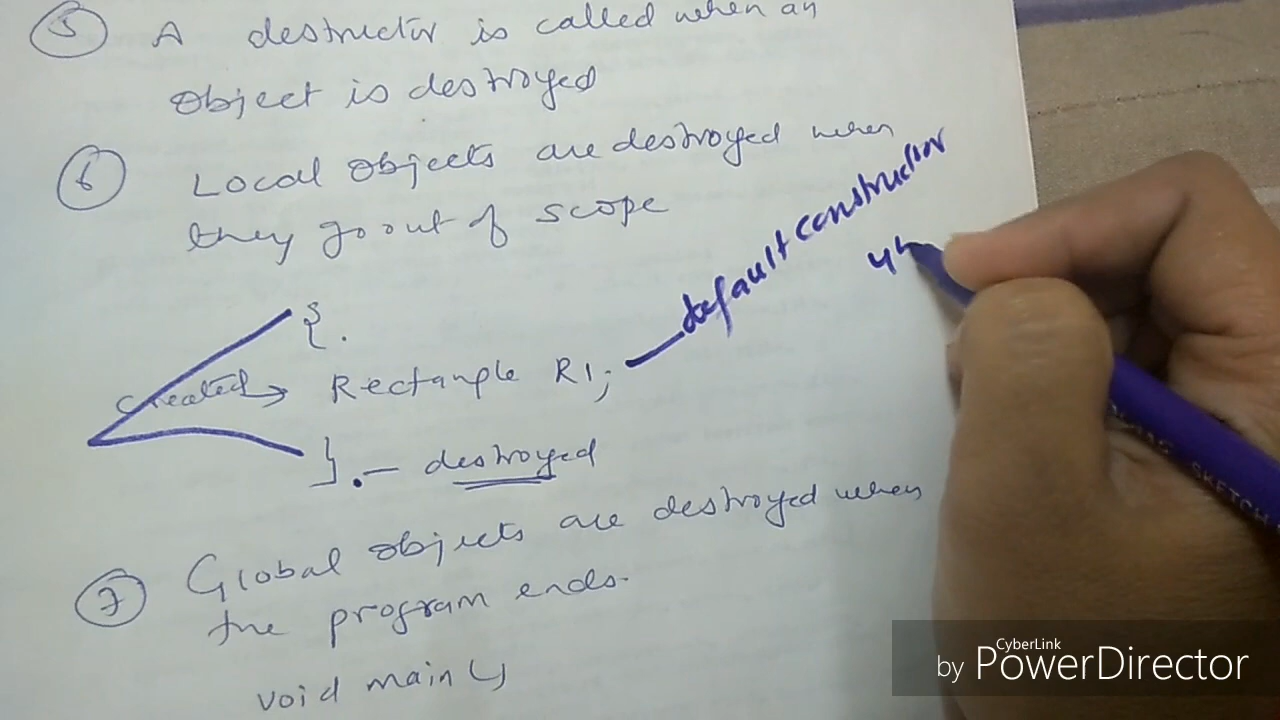 5 A destructor is called when an
object is destroyed
6 Local objects are destroyed when
they go out of scope
{.
created → Rectangle R1; — default constructor
}. — destroyed
7 Global objects are destroyed when
the program ends.
void main ()
CyberLink
by PowerDirector